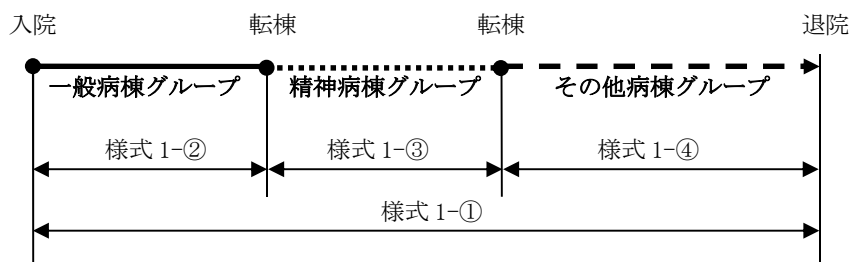 入院 転棟 転棟 退院
一般病棟グループ 精神病棟グループ その他病棟グループ
様式 1-② 様式 1-③ 様式 1-④
様式 1-①